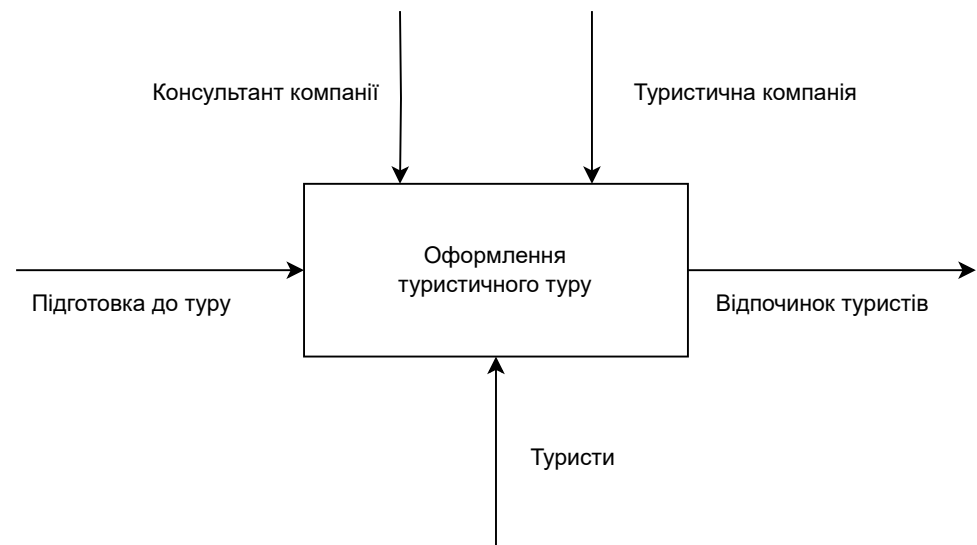 Консультант компанії
Туристична компанія
Оформлення
туристичного туру
Підготовка до туру
Відпочинок туристів
Туристи